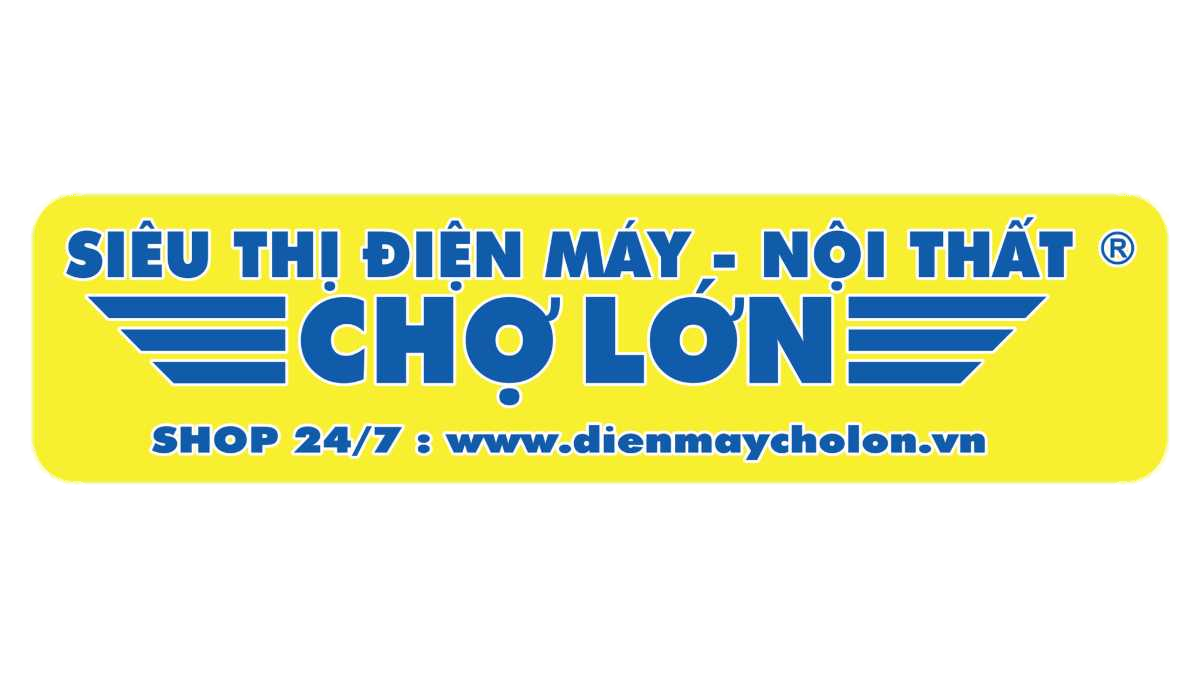 SIÊU THỊ ĐIỆN MÁY - NỘI THẤT ®
CHỢ LỚN
SHOP 24/7 : www.dienmaycholon.vn